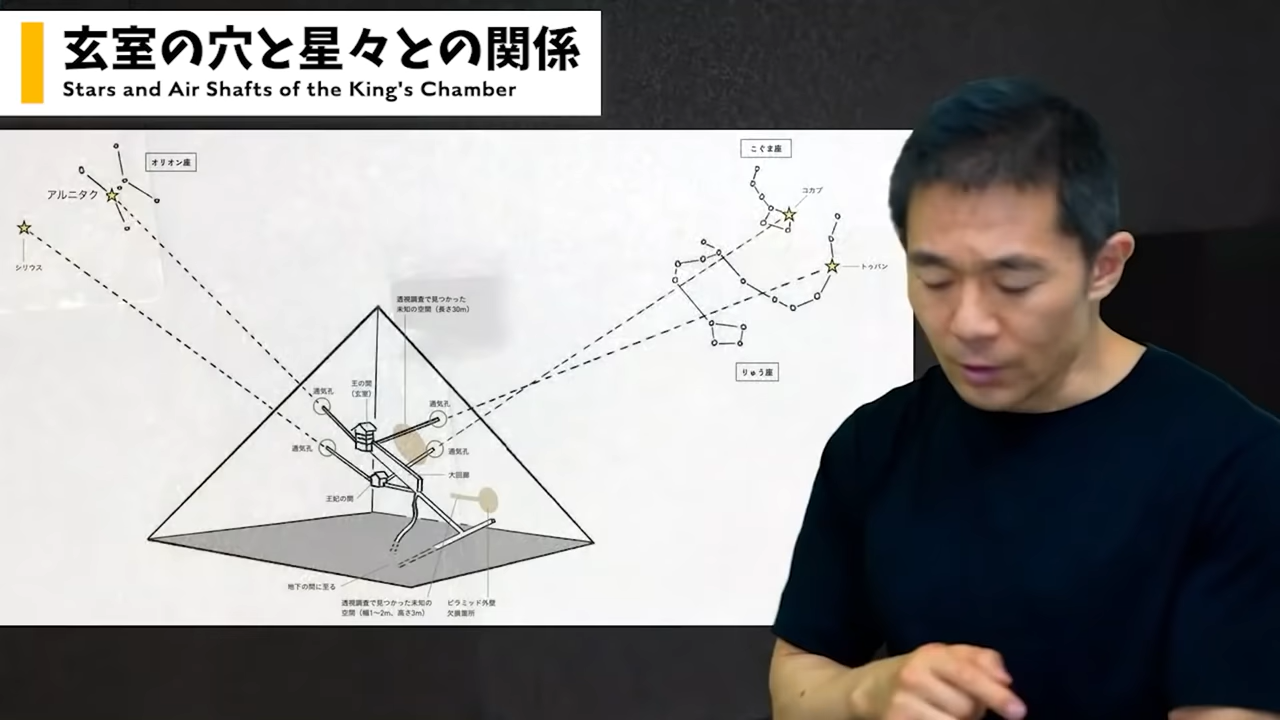 玄室の穴と星々との関係
Stars and Air Shafts of the King's Chamber
オリオン座
アルニタク
シリウス
こぐま座
コカブ
トゥバン
りゅう座
透視調査で見つかった
未知の空間（長さ30m）
王の間
（玄室）
通気孔
通気孔
通気孔
通気孔
大回廊
王妃の間
地下の間に至る
透視調査で見つかった未知の
空間（幅1〜2m、高さ3m）
ピラミッド外壁
欠損箇所